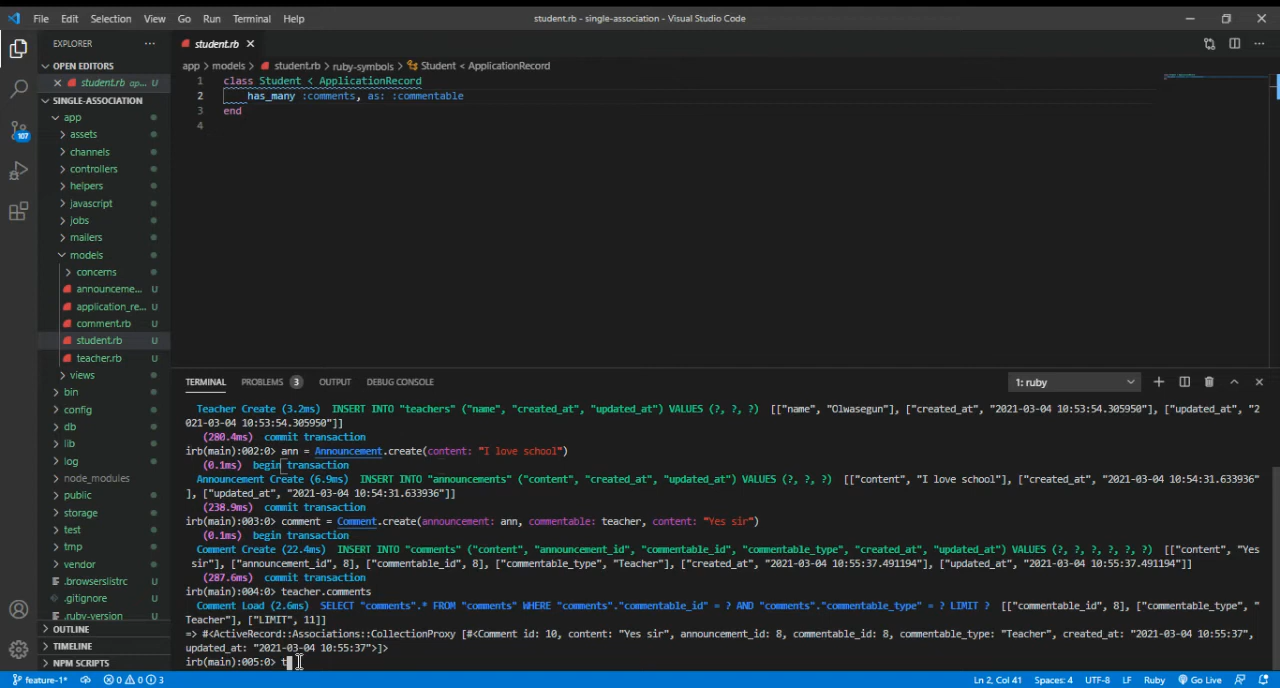 File Edit Selection View Go Run Terminal Help
student.rb - single-association - Visual Studio Code
EXPLORER
student.rb
OPEN EDITORS
student.rb ap... U
SINGLE-ASSOCIATION
app
assets
channels
controllers
helpers
javascript
jobs
mailers
models
concerns
announceme... U
application_re... U
comment.rb U
student.rb U
teacher.rb U
views
bin
config
db
lib
log
node_modules
public
storage
test
tmp
vendor
.browserslistrc U
.gitignore U
.ruby-version U
OUTLINE
TIMELINE
NPM SCRIPTS
107
app > models > student.rb > ruby-symbols > Student < ApplicationRecord
1 class Student < ApplicationRecord
2 has_many :comments, as: :commentable
3 end
4
TERMINAL PROBLEMS 3 OUTPUT DEBUG CONSOLE 1: ruby
Teacher Create (3.2ms) INSERT INTO "teachers" ("name", "created_at", "updated_at") VALUES (?, ?, ?) [["name", "Olwasegun"], ["created_at", "2021-03-04 10:53:54.305950"], ["updated_at", "2
021-03-04 10:53:54.305950"]]
(280.4ms) commit transaction
irb(main):002:0> ann = Announcement.create(content: "I love school")
(0.1ms) begin transaction
Announcement Create (6.9ms) INSERT INTO "announcements" ("content", "created_at", "updated_at") VALUES (?, ?, ?) [["content", "I love school"], ["created_at", "2021-03-04 10:54:31.633936"
], ["updated_at", "2021-03-04 10:54:31.633936"]]
(238.9ms) commit transaction
irb(main):003:0> comment = Comment.create(announcement: ann, commentable: teacher, content: "Yes sir")
(0.1ms) begin transaction
Comment Create (22.4ms) INSERT INTO "comments" ("content", "announcement_id", "commentable_id", "commentable_type", "created_at", "updated_at") VALUES (?, ?, ?, ?, ?, ?) [["content", "Yes
sir"], ["announcement_id", 8], ["commentable_id", 8], ["commentable_type", "Teacher"], ["created_at", "2021-03-04 10:55:37.491194"], ["updated_at", "2021-03-04 10:55:37.491194"]]
(287.6ms) commit transaction
irb(main):004:0> teacher.comments
Comment Load (2.6ms) SELECT "comments".* FROM "comments" WHERE "comments"."commentable_id" = ? AND "comments"."commentable_type" = ? LIMIT ? [["commentable_id", 8], ["commentable_type", "
Teacher"], ["LIMIT", 11]]
=> #<ActiveRecord::Associations::CollectionProxy [#<Comment id: 10, content: "Yes sir", announcement_id: 8, commentable_id: 8, commentable_type: "Teacher", created_at: "2021-03-04 10:55:37",
updated_at: "2021-03-04 10:55:37">]>
irb(main):005:0> t
feature-1* 0 0 3 Ln 2, Col 41 Spaces: 4 UTF-8 LF Ruby Go Live